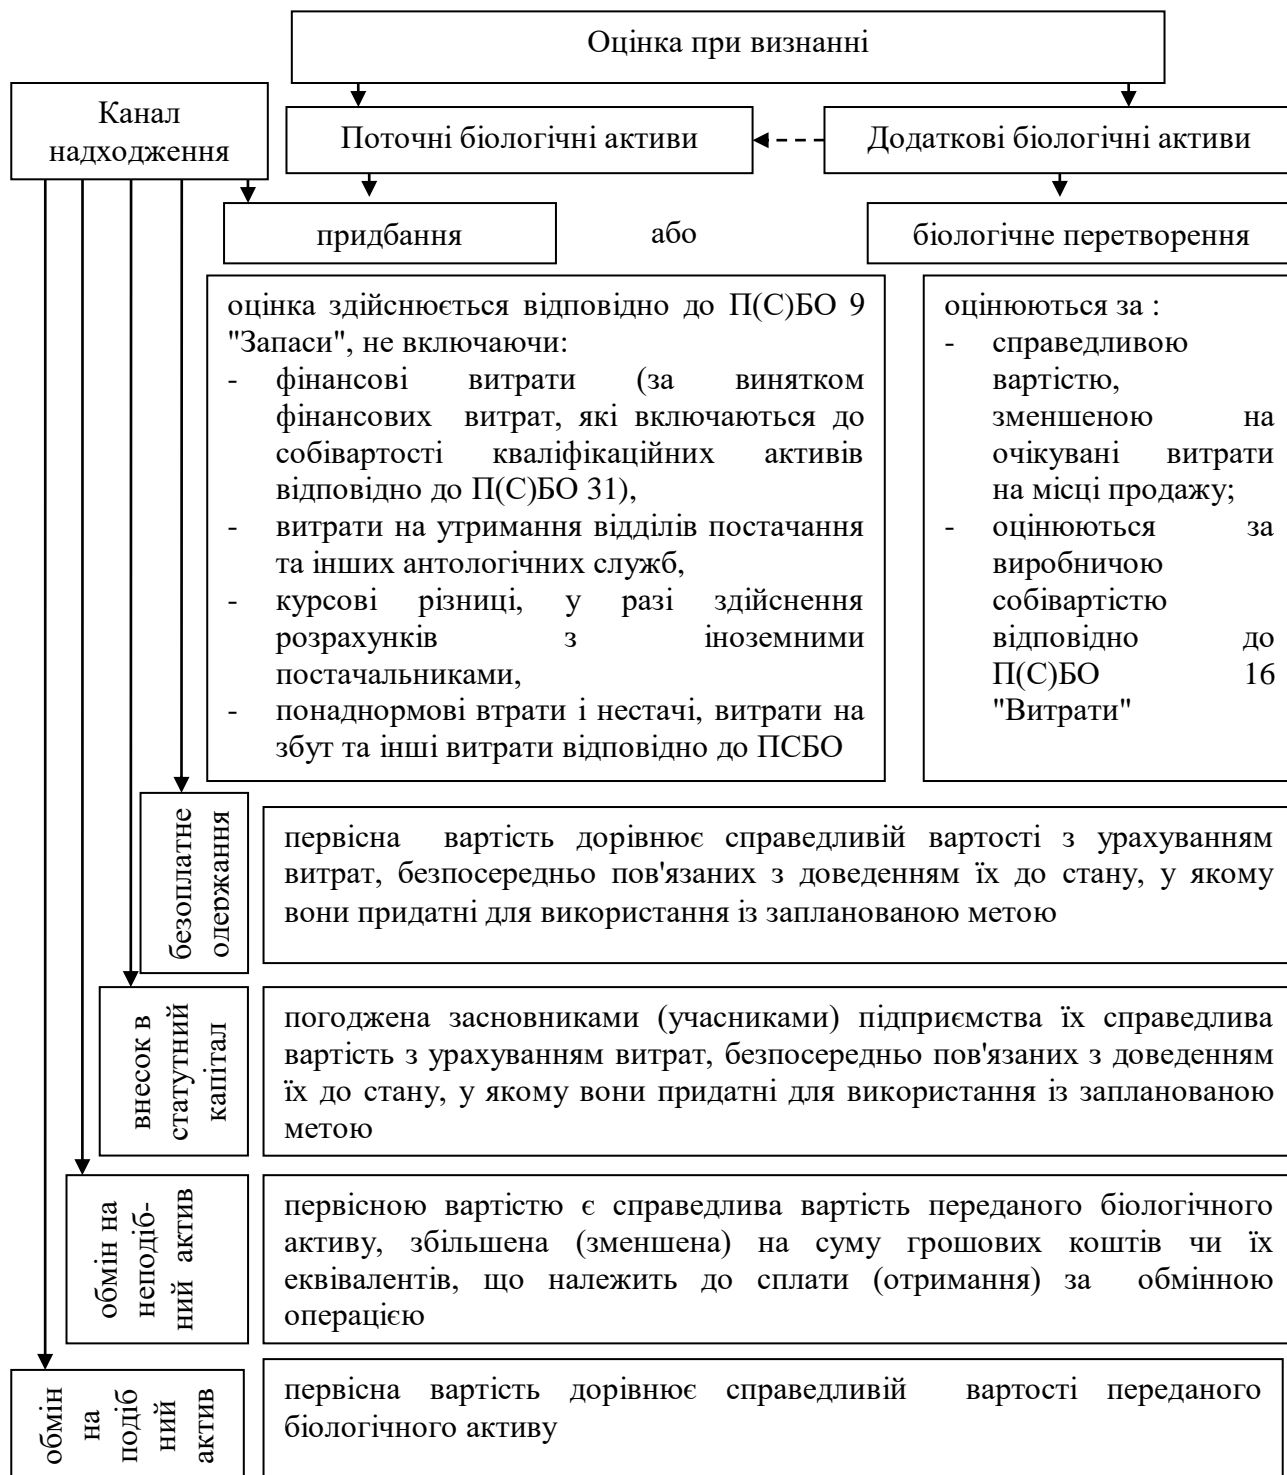 Оцінка при визнанні
Канал
надходження
Поточні біологічні активи
Додаткові біологічні активи
придбання
або
біологічне перетворення
оцінка здійснюється відповідно до П(С)БО 9
"Запаси", не включаючи:
- фінансові витрати (за винятком
фінансових витрат, які включаються до
собівартості кваліфікаційних активів
відповідно до П(С)БО 31),
- витрати на утримання відділів постачання
та інших антологічних служб,
- курсові різниці, у разі здійснення
розрахунків з іноземними
постачальниками,
- понаднормові втрати і нестачі, витрати на
збут та інші витрати відповідно до ПСБО
оцінюються за :
- справедливою
вартістю,
зменшеною на
очікувані витрати
на місці продажу;
- оцінюються за
виробничою
собівартістю
відповідно до
П(С)БО 16
"Витрати"
безоплатне
одержання
первісна вартість дорівнює справедливій вартості з урахуванням
витрат, безпосередньо пов'язаних з доведенням їх до стану, у якому
вони придатні для використання із запланованою метою
внесок в
статутний
капітал
погоджена засновниками (учасниками) підприємства їх справедлива
вартість з урахуванням витрат, безпосередньо пов'язаних з доведенням
їх до стану, у якому вони придатні для використання із запланованою
метою
обмін на
неподіб-
ний актив
первісною вартістю є справедлива вартість переданого біологічного
активу, збільшена (зменшена) на суму грошових коштів чи їх
еквівалентів, що належить до сплати (отримання) за обмінною
операцією
обмін
на
подіб
ний
актив
первісна вартість дорівнює справедливій вартості переданого
біологічного активу